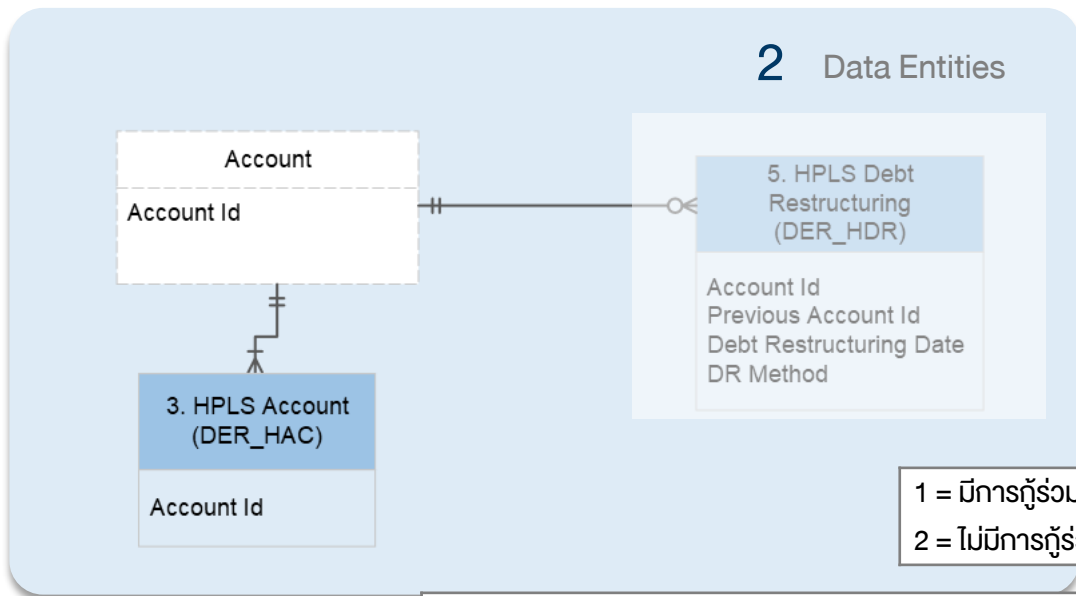 2 Data Entities
Account
Account Id
5. HPLS Debt
Restructuring
(DER_HDR)
Account Id
Previous Account Id
Debt Restructuring Date
DR Method
3. HPLS Account
(DER_HAC)
Account Id
1 = มีการกู้ร่วม
2 = ไม่มีการกู้